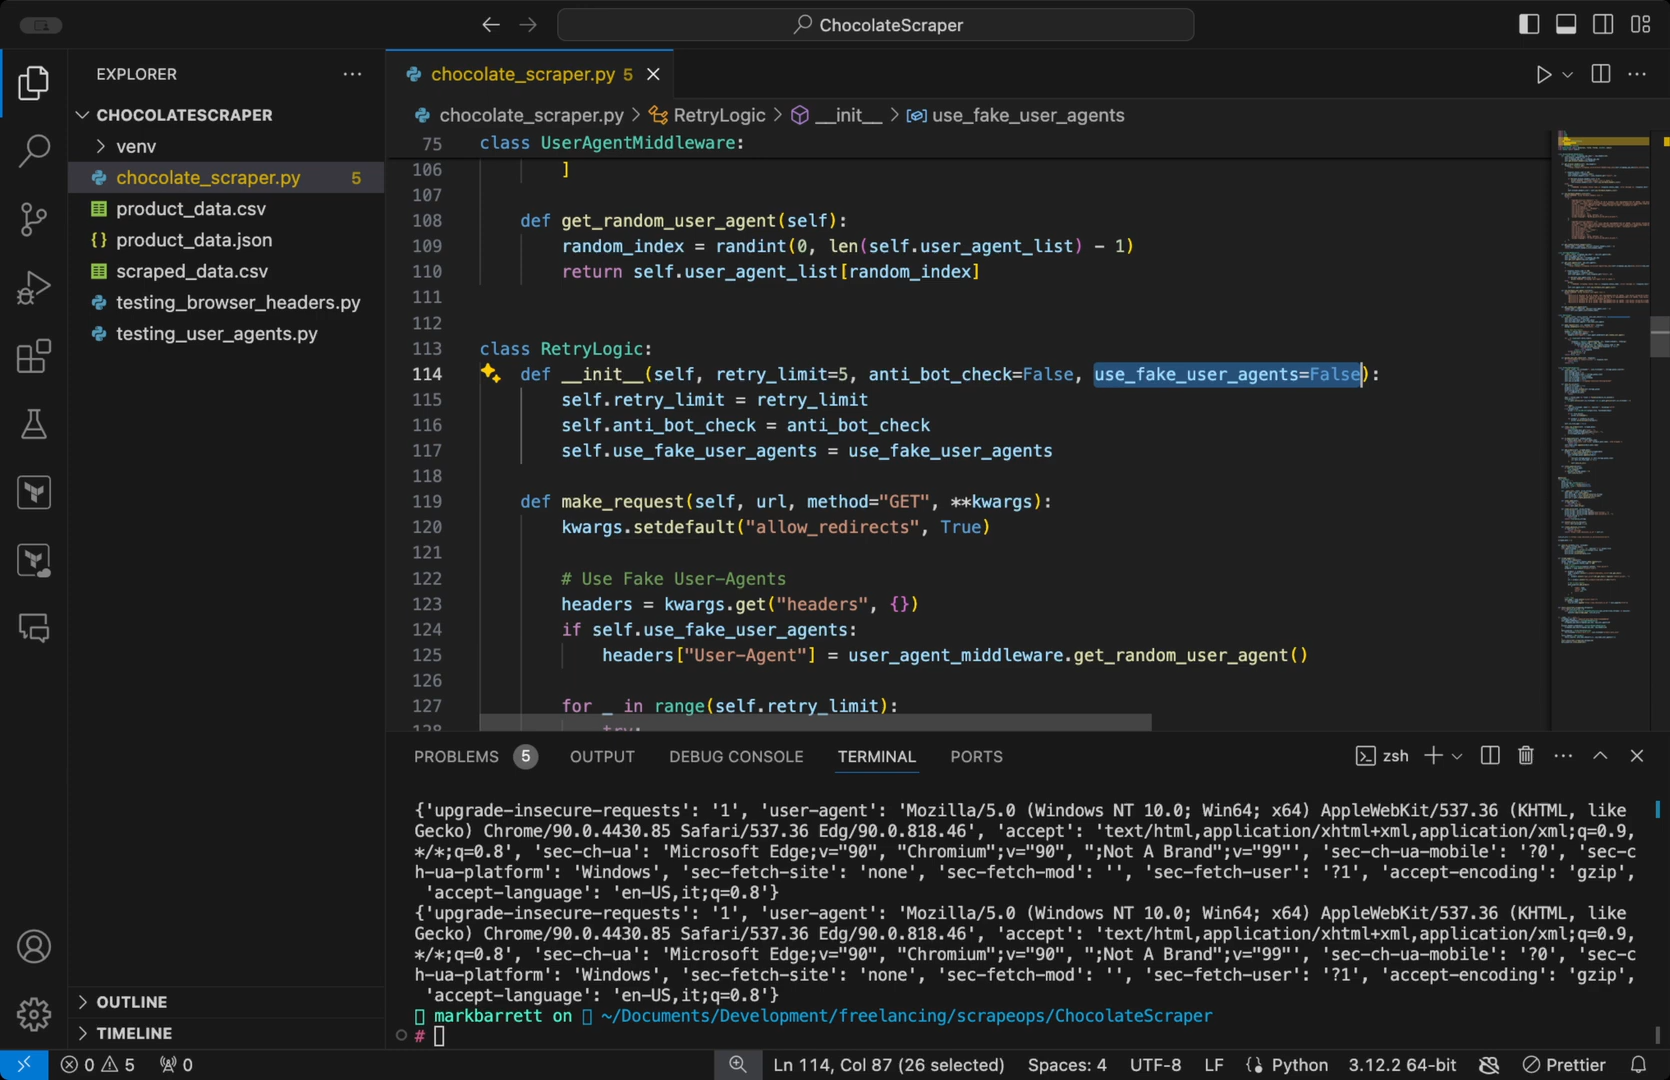 ChocolateScraper
EXPLORER
CHOCOLATESCRAPER
venv
chocolate_scraper.py 5
product_data.csv
product_data.json
scraped_data.csv
testing_browser_headers.py
testing_user_agents.py
OUTLINE
TIMELINE
chocolate_scraper.py 5
chocolate_scraper.py > RetryLogic > __init__ > use_fake_user_agents
75 class UserAgentMiddleware:
106 ]
107
108 def get_random_user_agent(self):
109 random_index = randint(0, len(self.user_agent_list) - 1)
110 return self.user_agent_list[random_index]
111
112
113 class RetryLogic:
114 def __init__(self, retry_limit=5, anti_bot_check=False, use_fake_user_agents=False):
115 self.retry_limit = retry_limit
116 self.anti_bot_check = anti_bot_check
117 self.use_fake_user_agents = use_fake_user_agents
118
119 def make_request(self, url, method="GET", **kwargs):
120 kwargs.setdefault("allow_redirects", True)
121
122 # Use Fake User-Agents
123 headers = kwargs.get("headers", {})
124 if self.use_fake_user_agents:
125 headers["User-Agent"] = user_agent_middleware.get_random_user_agent()
126
127 for _ in range(self.retry_limit):
128 try:
PROBLEMS 5 OUTPUT DEBUG CONSOLE TERMINAL PORTS zsh
{'upgrade-insecure-requests': '1', 'user-agent': 'Mozilla/5.0 (Windows NT 10.0; Win64; x64) AppleWebKit/537.36 (KHTML, like
Gecko) Chrome/90.0.4430.85 Safari/537.36 Edg/90.0.818.46', 'accept': 'text/html,application/xhtml+xml,application/xml;q=0.9,
*/*;q=0.8', 'sec-ch-ua': 'Microsoft Edge;v="90", "Chromium";v="90", ";Not A Brand";v="99"', 'sec-ch-ua-mobile': '?0', 'sec-c
h-ua-platform': 'Windows', 'sec-fetch-site': 'none', 'sec-fetch-mod': '', 'sec-fetch-user': '?1', 'accept-encoding': 'gzip',
'accept-language': 'en-US,it;q=0.8'}
{'upgrade-insecure-requests': '1', 'user-agent': 'Mozilla/5.0 (Windows NT 10.0; Win64; x64) AppleWebKit/537.36 (KHTML, like
Gecko) Chrome/90.0.4430.85 Safari/537.36 Edg/90.0.818.46', 'accept': 'text/html,application/xhtml+xml,application/xml;q=0.9,
*/*;q=0.8', 'sec-ch-ua': 'Microsoft Edge;v="90", "Chromium";v="90", ";Not A Brand";v="99"', 'sec-ch-ua-mobile': '?0', 'sec-c
h-ua-platform': 'Windows', 'sec-fetch-site': 'none', 'sec-fetch-mod': '', 'sec-fetch-user': '?1', 'accept-encoding': 'gzip',
'accept-language': 'en-US,it;q=0.8'}
markbarrett on ~/Documents/Development/freelancing/scrapeops/ChocolateScraper
#
0 5 0 Ln 114, Col 87 (26 selected) Spaces: 4 UTF-8 LF Python 3.12.2 64-bit Prettier